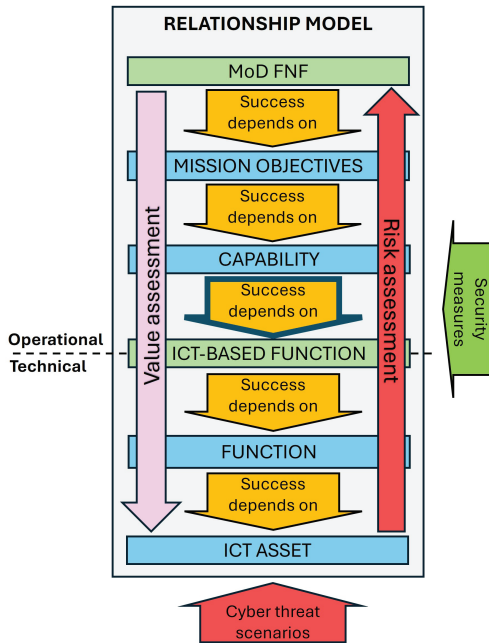 RELATIONSHIP MODEL
MoD FNF
Success
depends on
MISSION OBJECTIVES
Success
depends on
CAPABILITY
Success
depends on
Operational
Technical
ICT-BASED FUNCTION
Success
depends on
FUNCTION
Success
depends on
ICT ASSET
Value assessment
Risk assessment
Security
measures
Cyber threat
scenarios